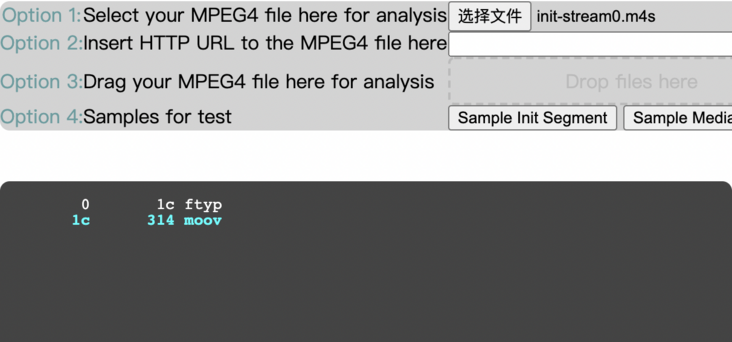 Option 1:Select your MPEG4 file here for analysis 选择文件 init-stream0.m4s
Option 2:Insert HTTP URL to the MPEG4 file here
Option 3:Drag your MPEG4 file here for analysis Drop files here
Option 4:Samples for test Sample Init Segment Sample Media
0 1c ftyp
1c 314 moov